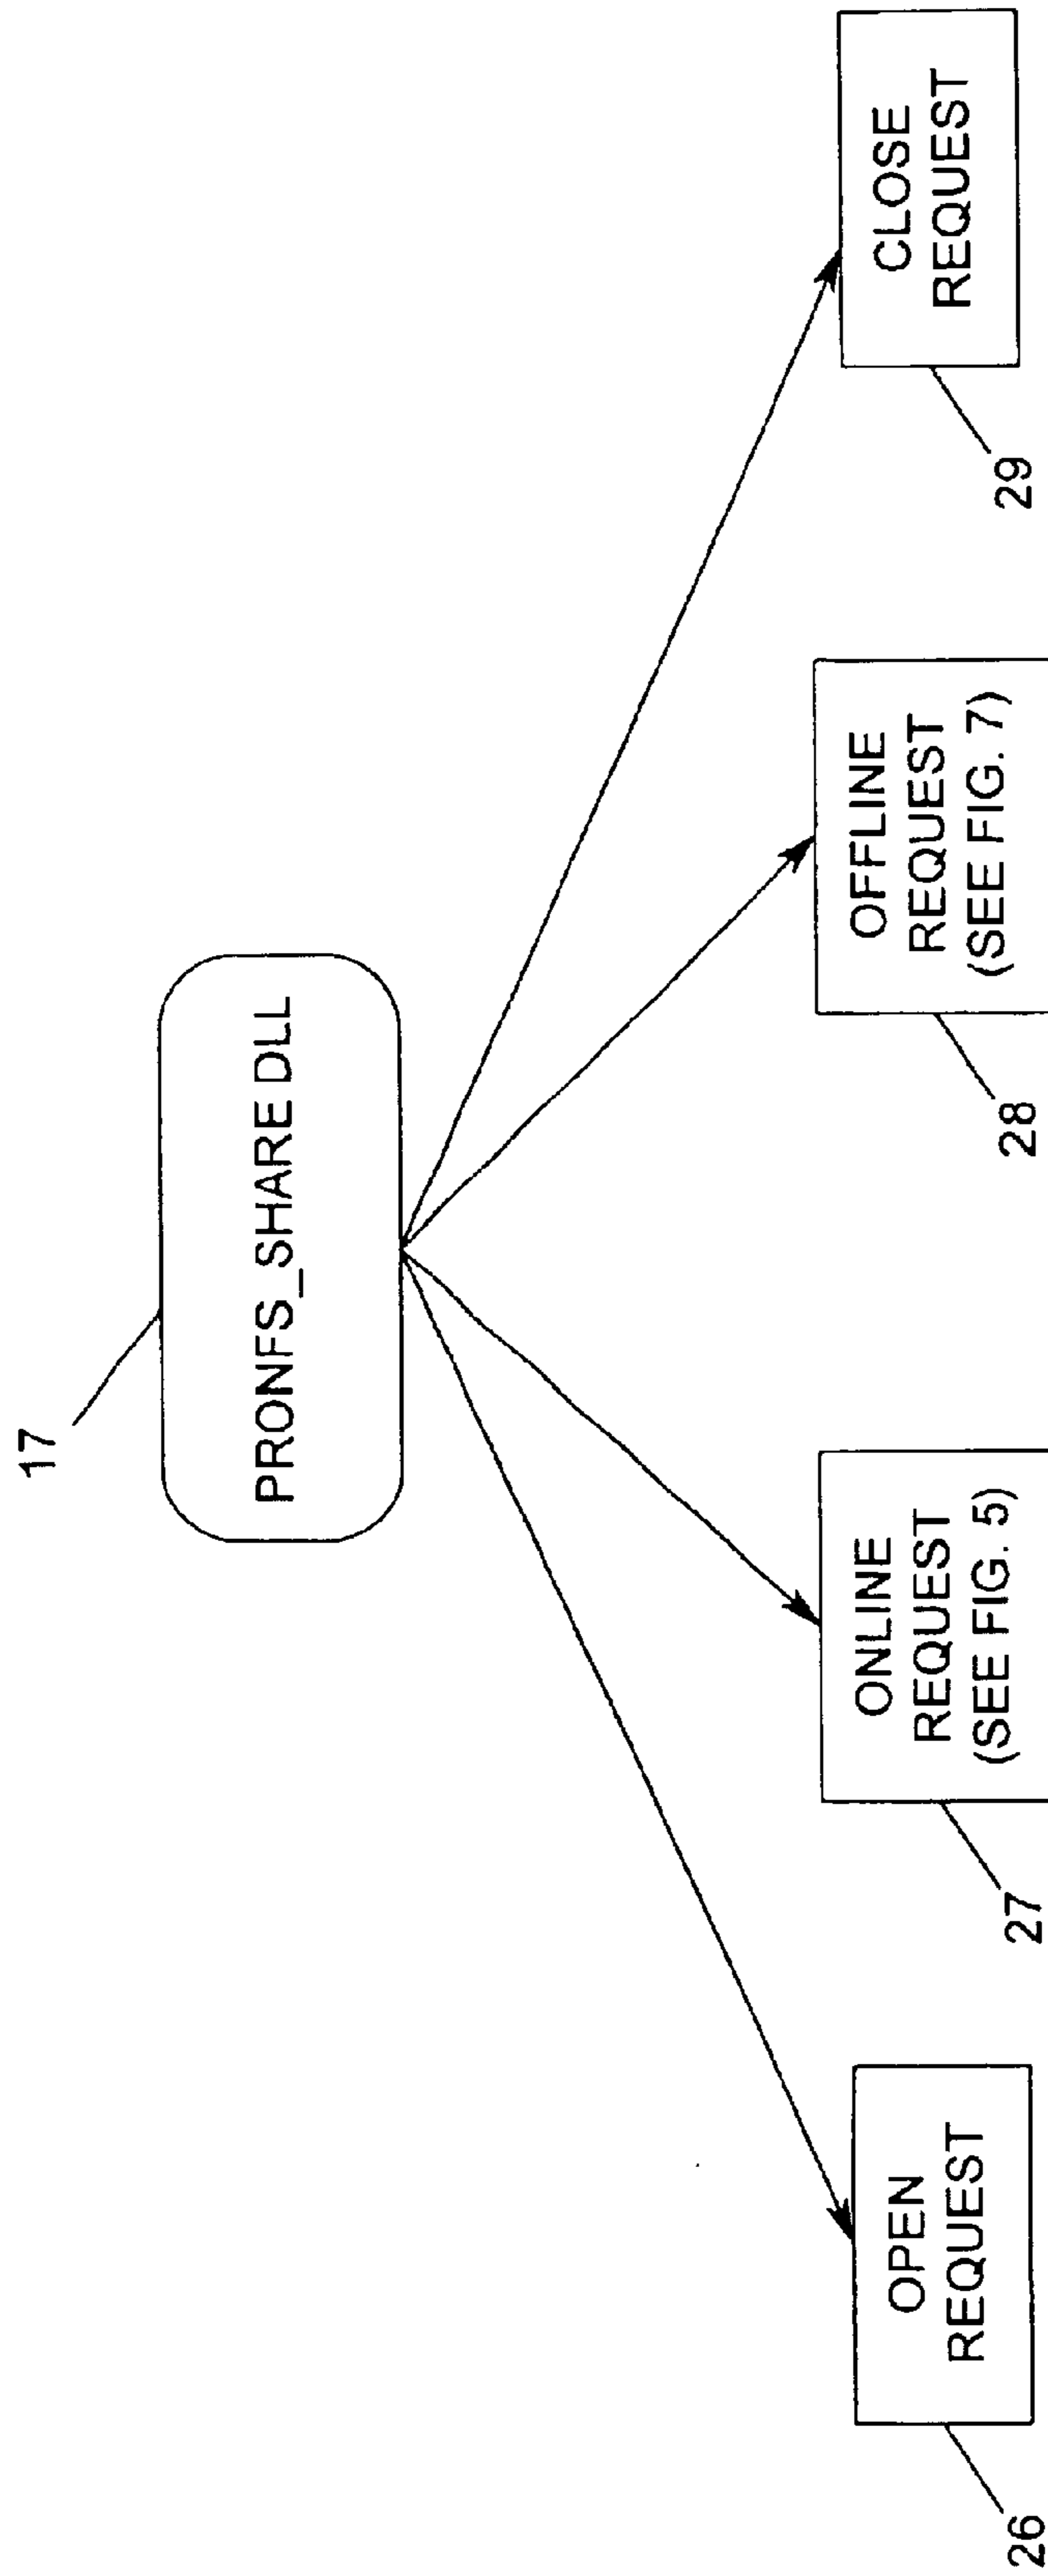 17
PRONFS_SHARE DLL
OPEN
REQUEST
26
ONLINE
REQUEST
(SEE FIG. 5)
27
OFFLINE
REQUEST
(SEE FIG. 7)
28
CLOSE
REQUEST
29